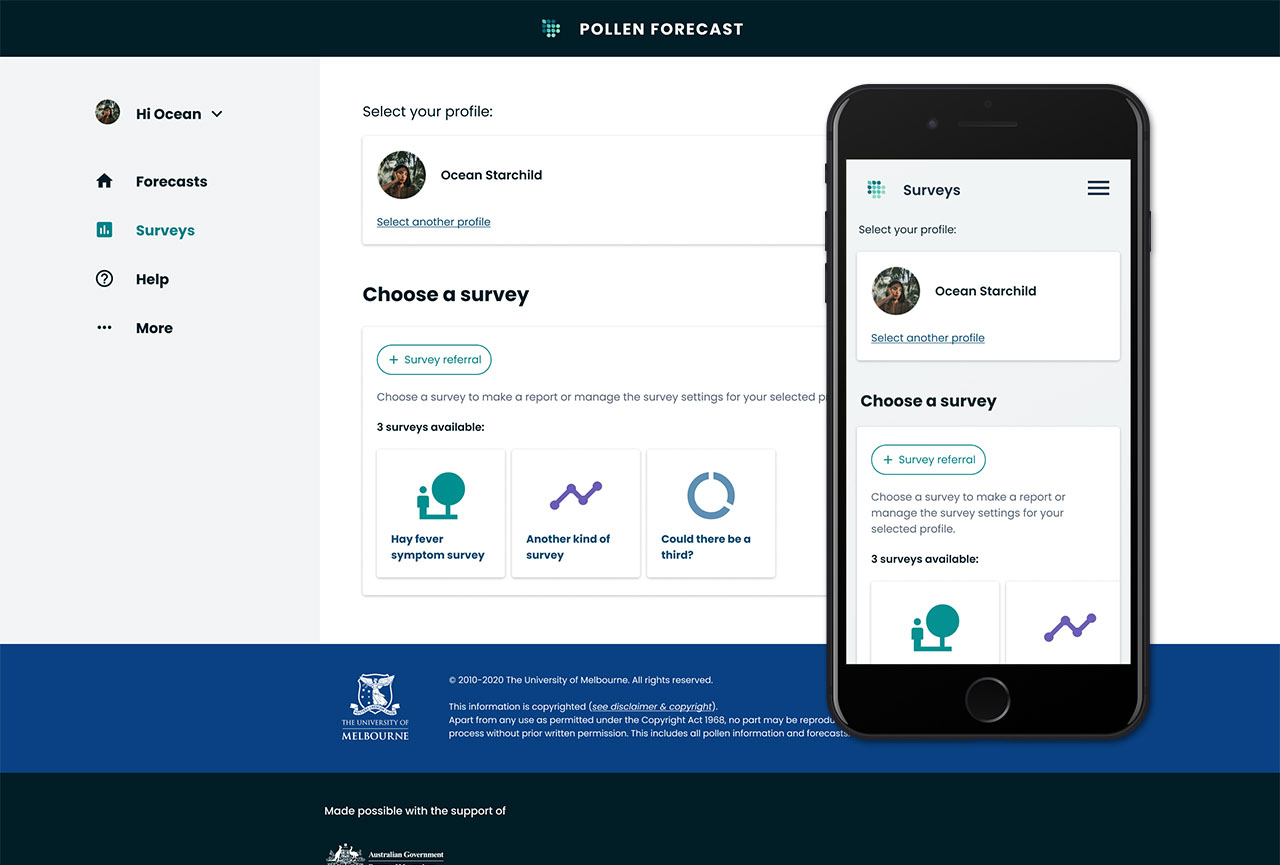 POLLEN FORECAST
Hi Ocean
Forecasts
Surveys
Help
More
Select your profile:
Ocean Starchild
Select another profile
Choose a survey
+ Survey referral
Choose a survey to make a report or manage the survey settings for your selected
3 surveys available:
Hay fever
symptom survey
Another kind of
survey
Could there be a
third?
Surveys
Select your profile:
Ocean Starchild
Select another profile
Choose a survey
+ Survey referral
Choose a survey to make a report or
manage the survey settings for your
selected profile.
3 surveys available:
THE UNIVERSITY OF
MELBOURNE
© 2010-2020 The University of Melbourne. All rights reserved.
This information is copyrighted (see disclaimer & copyright).
Apart from any use as permitted under the Copyright Act 1968, no part may be
process without prior written permission. This includes all pollen information and forecasts.
Made possible with the support of
Australian Government